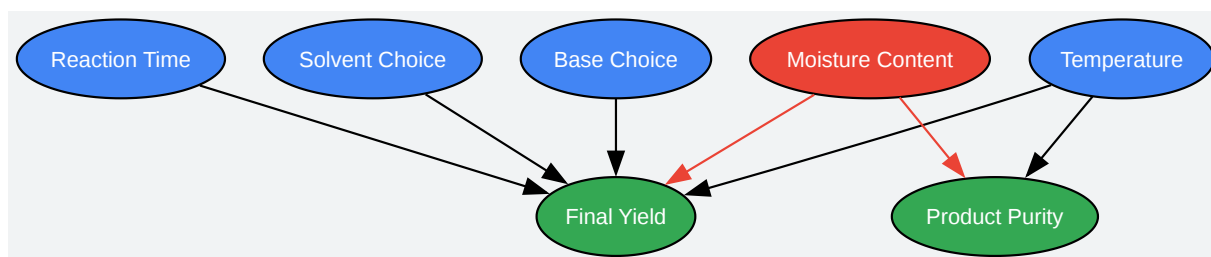 Reaction Time
Solvent Choice
Base Choice
Moisture Content
Temperature
Final Yield
Product Purity